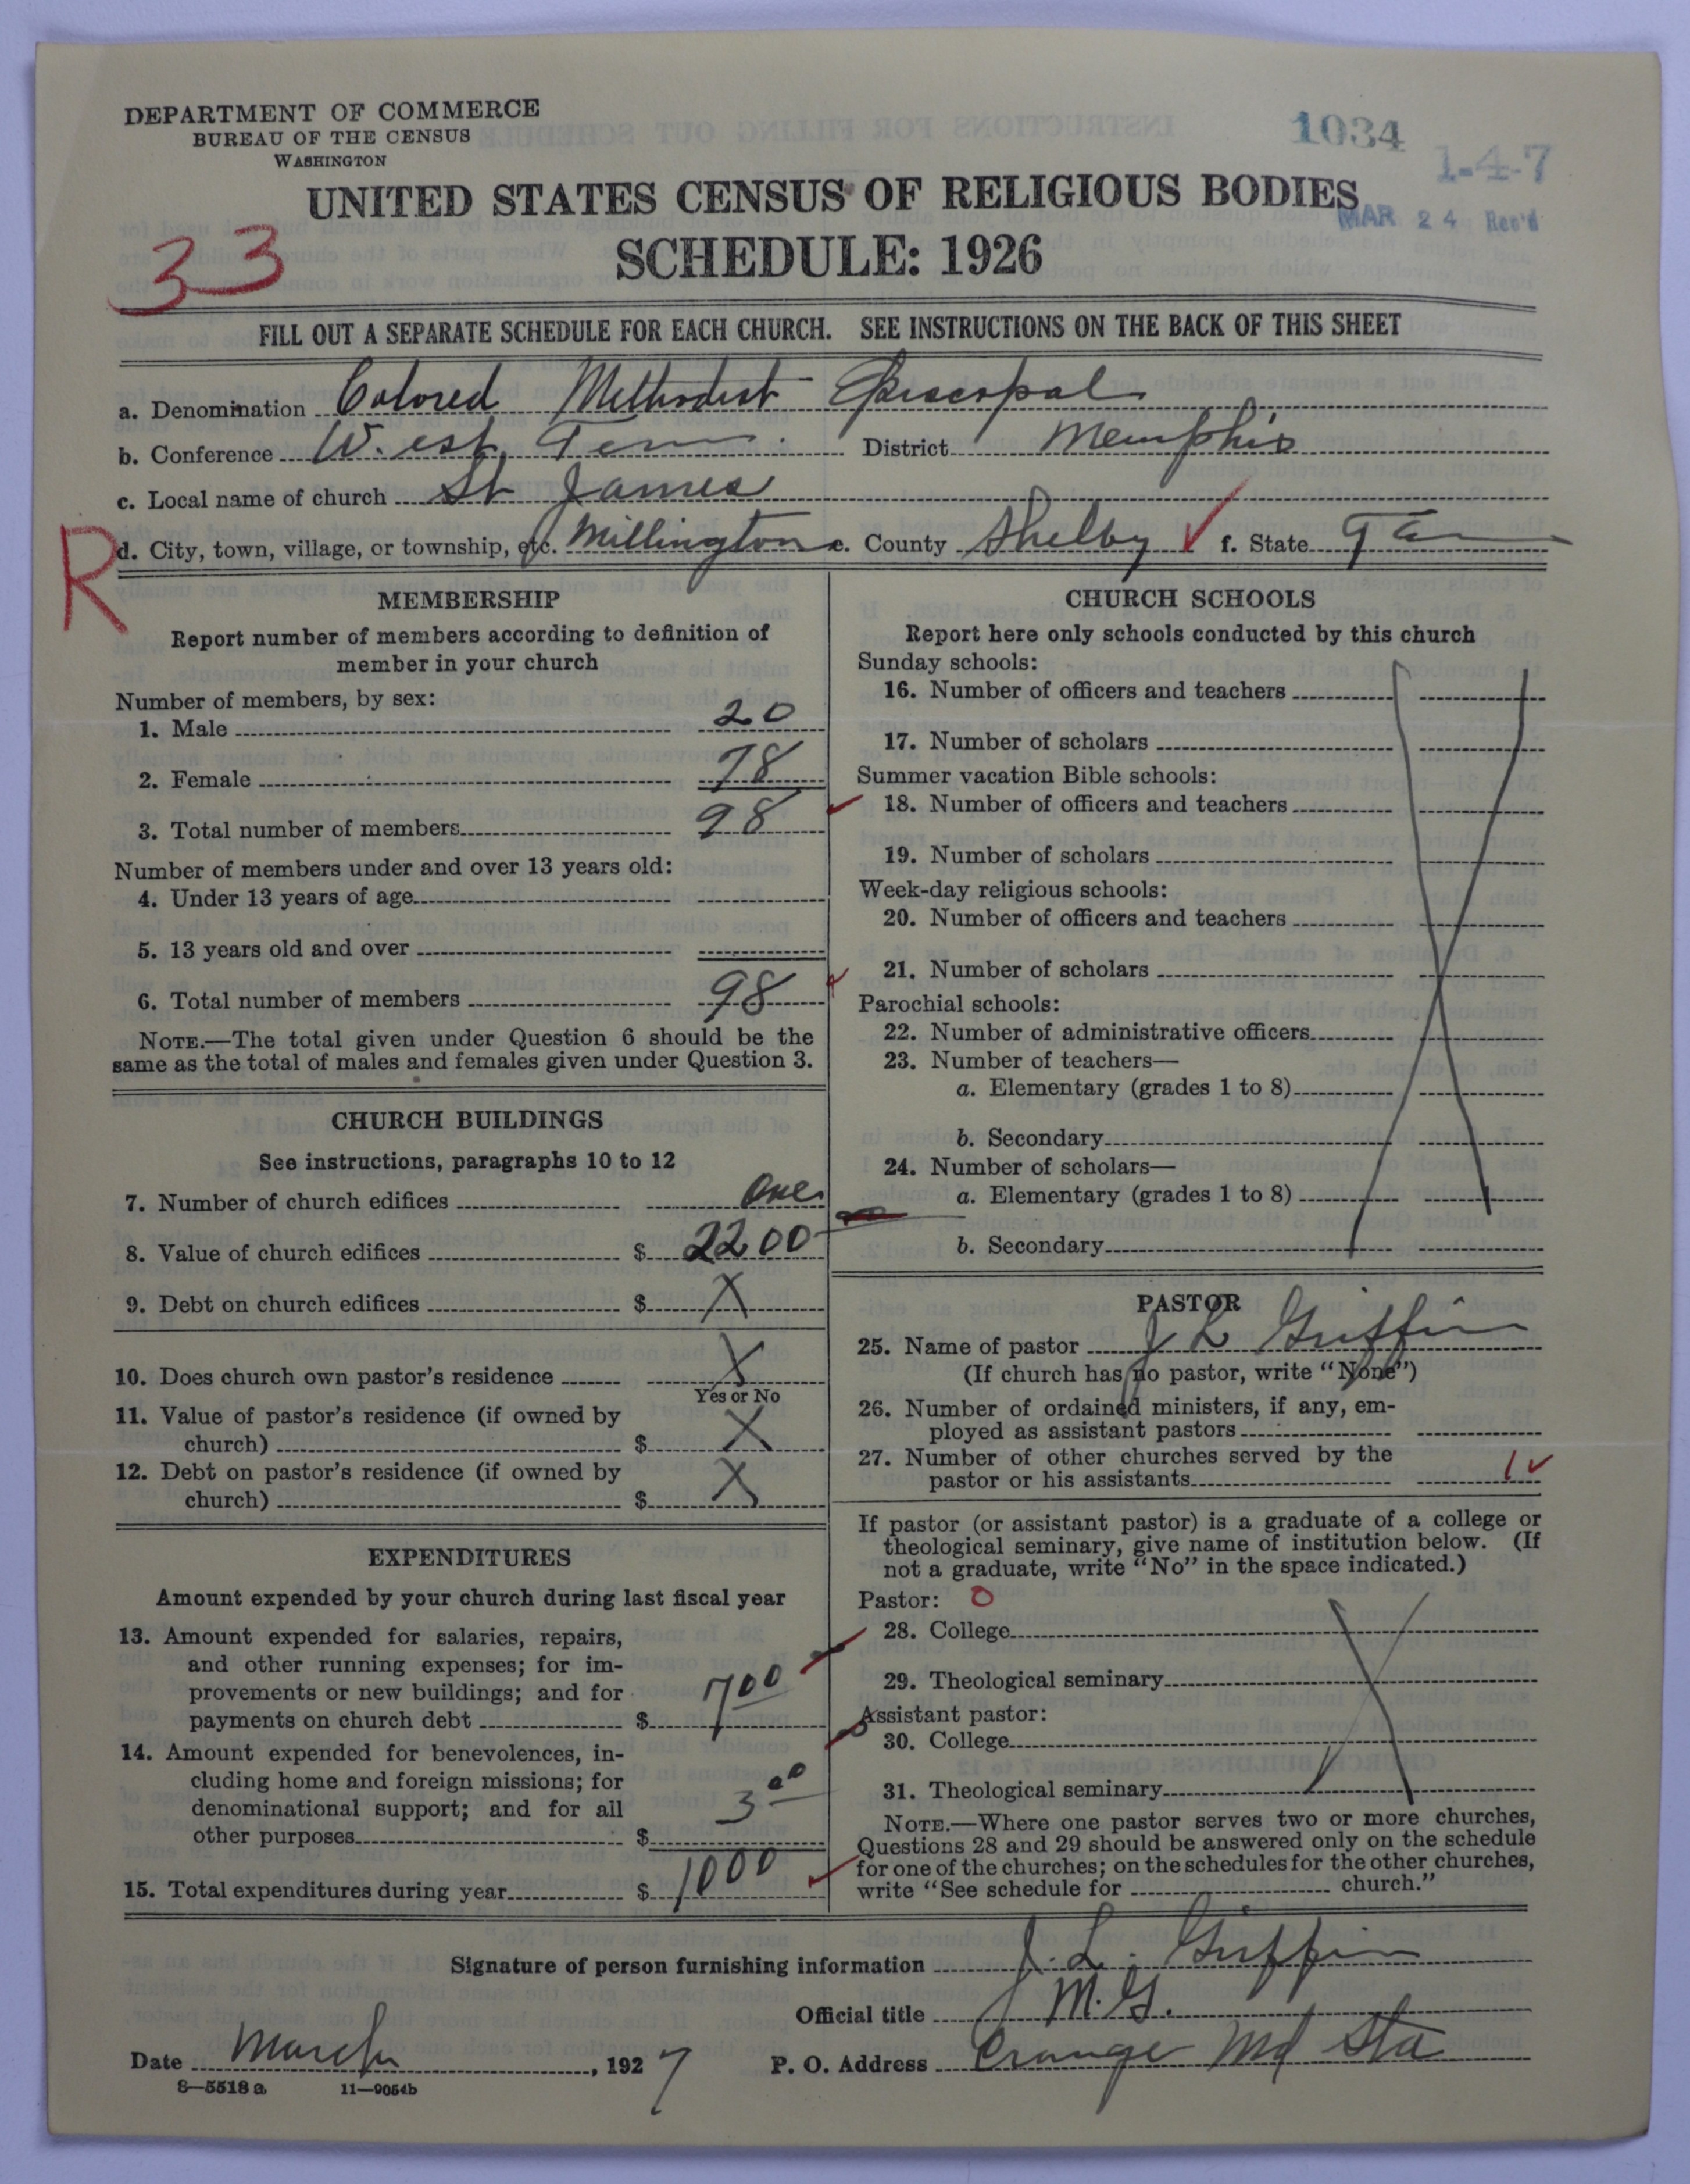 DEPARTMENT OF COMMERCE
BUREAU OF THE CENSUS
WASHINGTON
1034
1-4-7
UNITED STATES CENSUS OF RELIGIOUS BODIES
MAR 24 Rec'd
33
SCHEDULE: 1926
FILL OUT A SEPARATE SCHEDULE FOR EACH CHURCH. SEE INSTRUCTIONS ON THE BACK OF THIS SHEET
a. Denomination Colored Methodist Episcopal
b. Conference W. est Tenn. District Memphis
c. Local name of church St James
R
d. City, town, village, or township, etc. Millington e. County Shelby ✓ f. State Ten
MEMBERSHIP
Report number of members according to definition of
member in your church
Number of members, by sex:
1. Male 20
2. Female 78
3. Total number of members 98
Number of members under and over 13 years old:
4. Under 13 years of age
5. 13 years old and over
6. Total number of members 98
NOTE.—The total given under Question 6 should be the
same as the total of males and females given under Question 3.
CHURCH BUILDINGS
See instructions, paragraphs 10 to 12
7. Number of church edifices One
8. Value of church edifices $ 2200
9. Debt on church edifices $ X
10. Does church own pastor's residence X
Yes or No
11. Value of pastor's residence (if owned by
church) $ X
12. Debt on pastor's residence (if owned by
church) $ X
EXPENDITURES
Amount expended by your church during last fiscal year
13. Amount expended for salaries, repairs,
and other running expenses; for im-
provements or new buildings; and for
payments on church debt $ 700
14. Amount expended for benevolences, in-
cluding home and foreign missions; for
denominational support; and for all
other purposes $ 300
15. Total expenditures during year $ 1000
CHURCH SCHOOLS
Report here only schools conducted by this church
Sunday schools:
16. Number of officers and teachers
17. Number of scholars
Summer vacation Bible schools:
18. Number of officers and teachers
19. Number of scholars
Week-day religious schools:
20. Number of officers and teachers
21. Number of scholars
Parochial schools:
22. Number of administrative officers
23. Number of teachers—
a. Elementary (grades 1 to 8)
b. Secondary
24. Number of scholars—
a. Elementary (grades 1 to 8)
b. Secondary
PASTOR
25. Name of pastor J L Griffin
(If church has no pastor, write "None")
26. Number of ordained ministers, if any, em-
ployed as assistant pastors
27. Number of other churches served by the
pastor or his assistants 1 ✓
If pastor (or assistant pastor) is a graduate of a college or
theological seminary, give name of institution below. (If
not a graduate, write "No" in the space indicated.)
Pastor: 0
28. College
29. Theological seminary
Assistant pastor:
30. College
31. Theological seminary
NOTE.—Where one pastor serves two or more churches,
Questions 28 and 29 should be answered only on the schedule
for one of the churches; on the schedules for the other churches,
write "See schedule for church."
Signature of person furnishing information J. L. Griffin
Official title M. G.
Date March, 1927 P. O. Address Orange Md Sta
8—5518 a 11—9054b